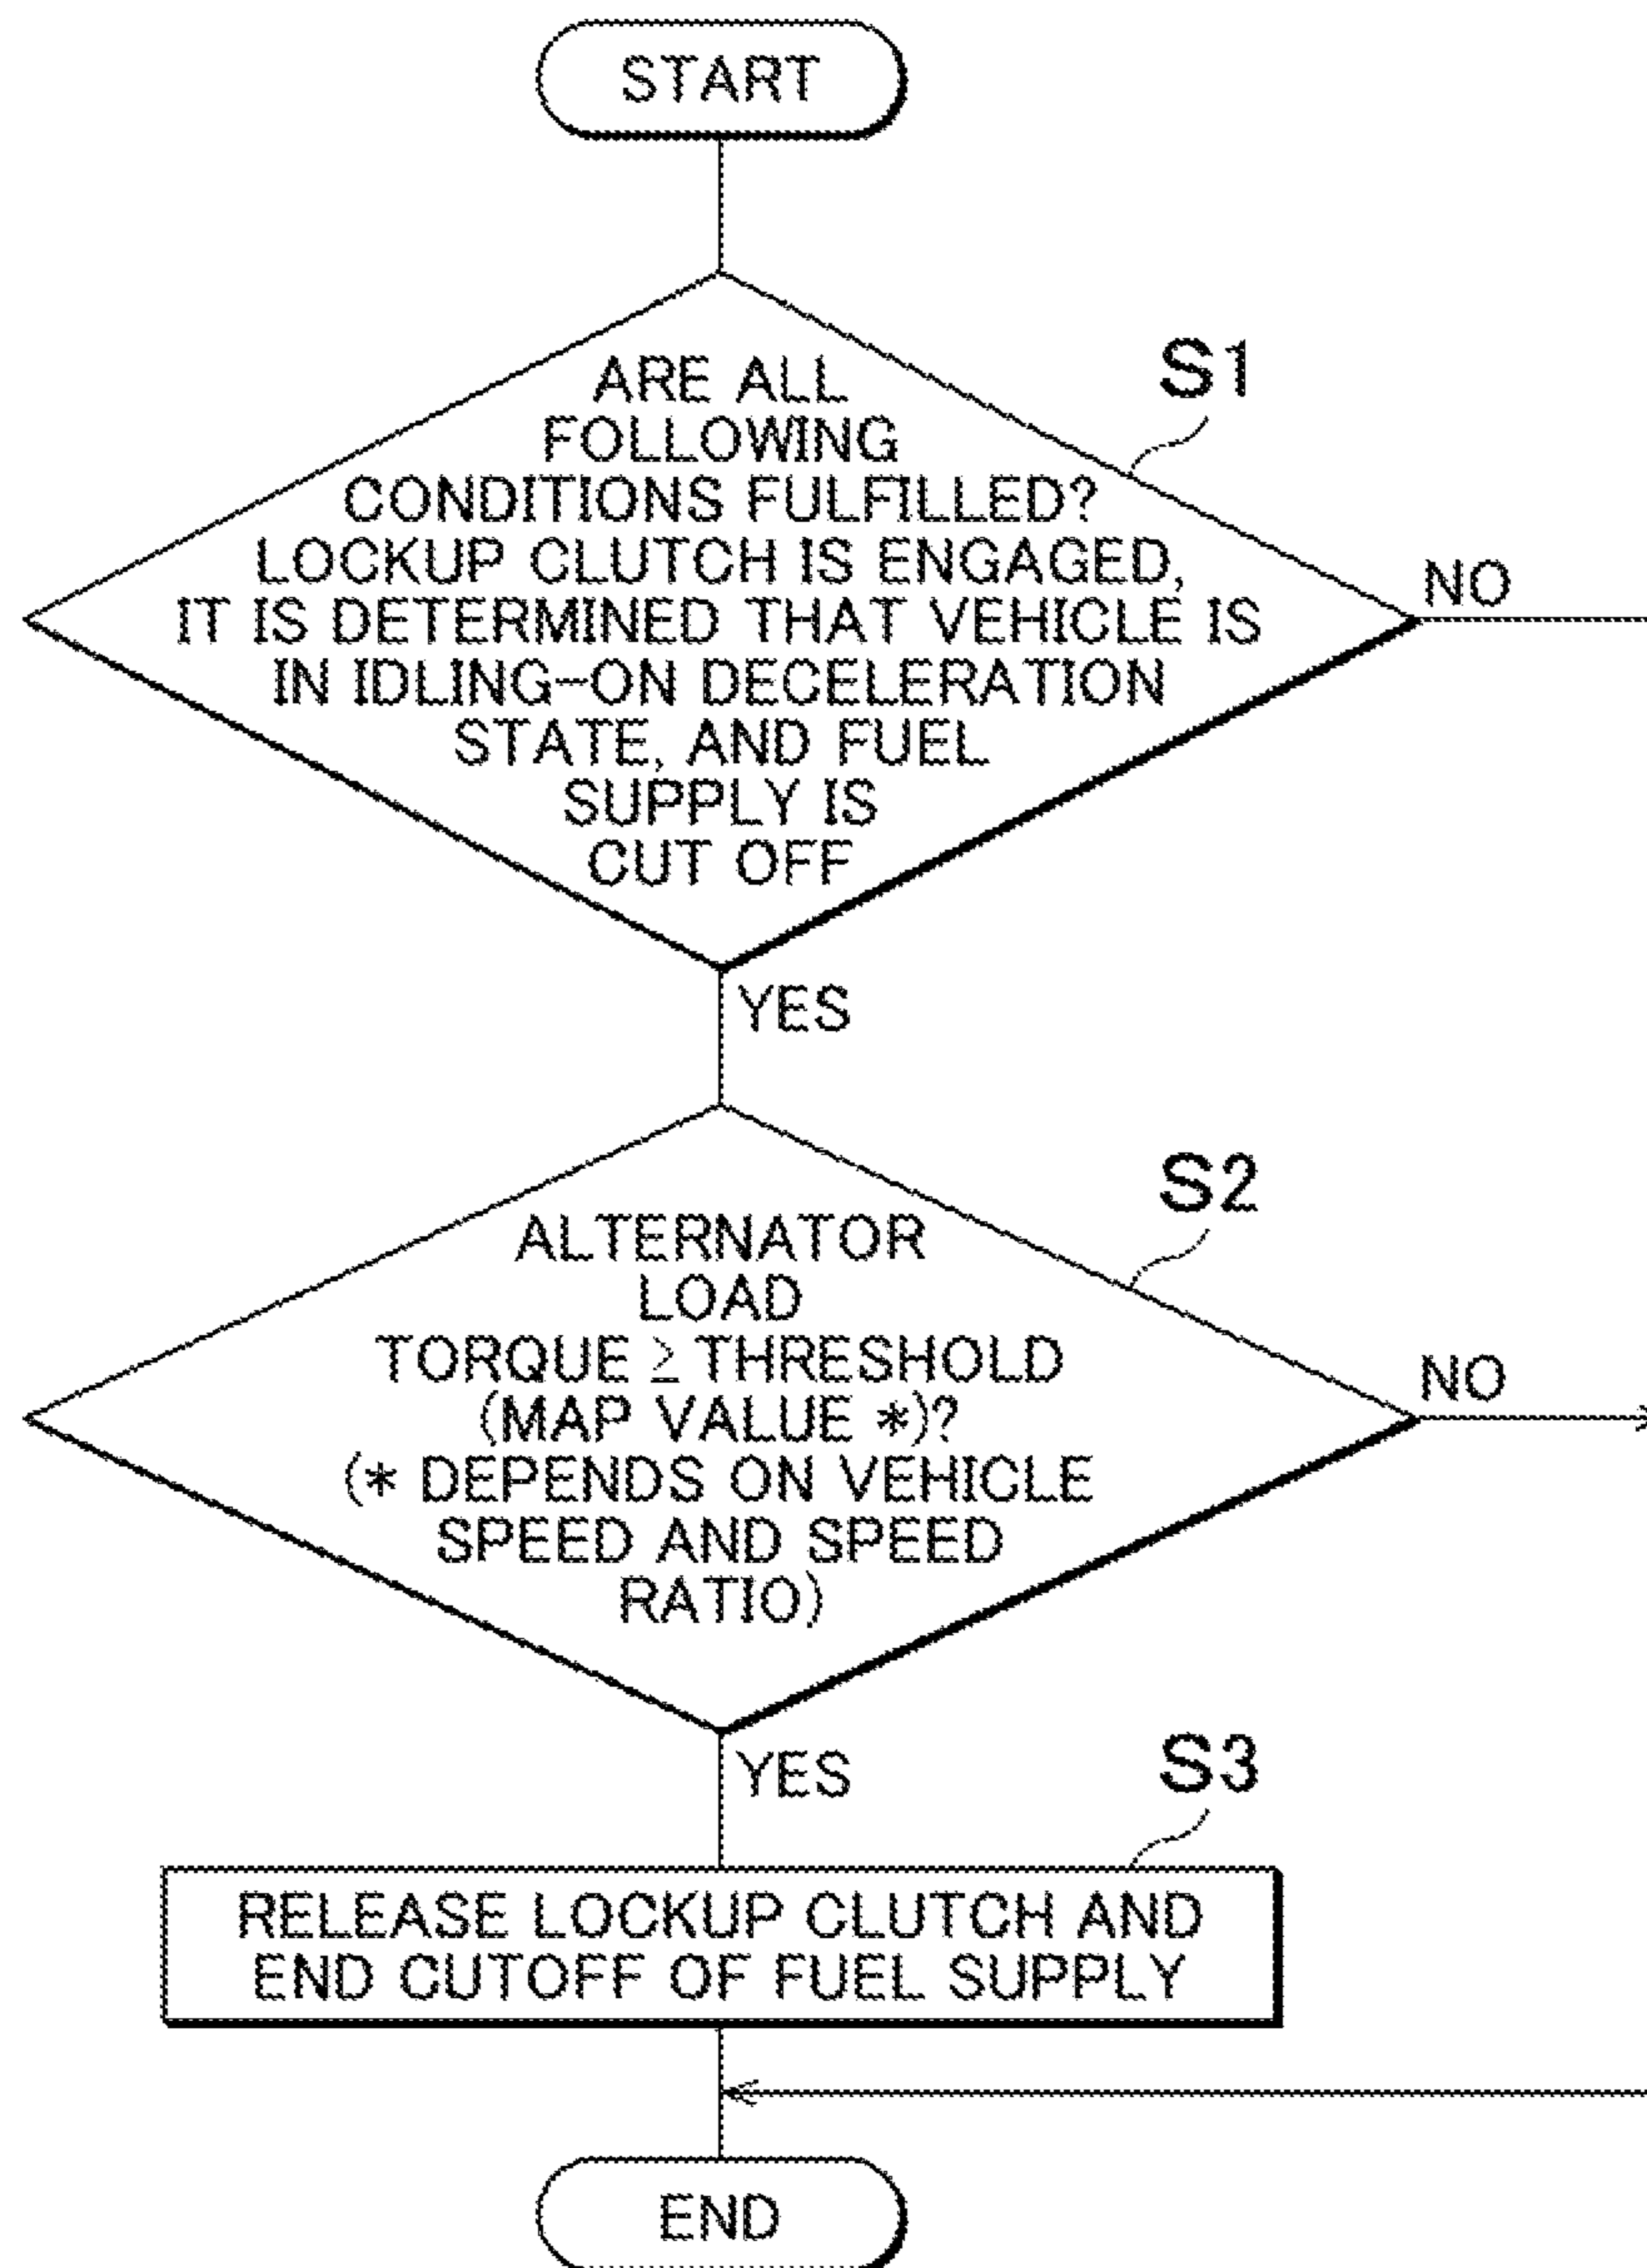 START
S1
ARE ALL
FOLLOWING
CONDITIONS FULFILLED?
LOCKUP CLUTCH IS ENGAGED,
IT IS DETERMINED THAT VEHICLE IS
IN IDLING-ON DECELERATION
STATE, AND FUEL
SUPPLY IS
CUT OFF
NO
YES
S2
ALTERNATOR
LOAD
TORQUE ≥ THRESHOLD
(MAP VALUE *)?
(* DEPENDS ON VEHICLE
SPEED AND SPEED
RATIO)
NO
YES
S3
RELEASE LOCKUP CLUTCH AND
END CUTOFF OF FUEL SUPPLY
END